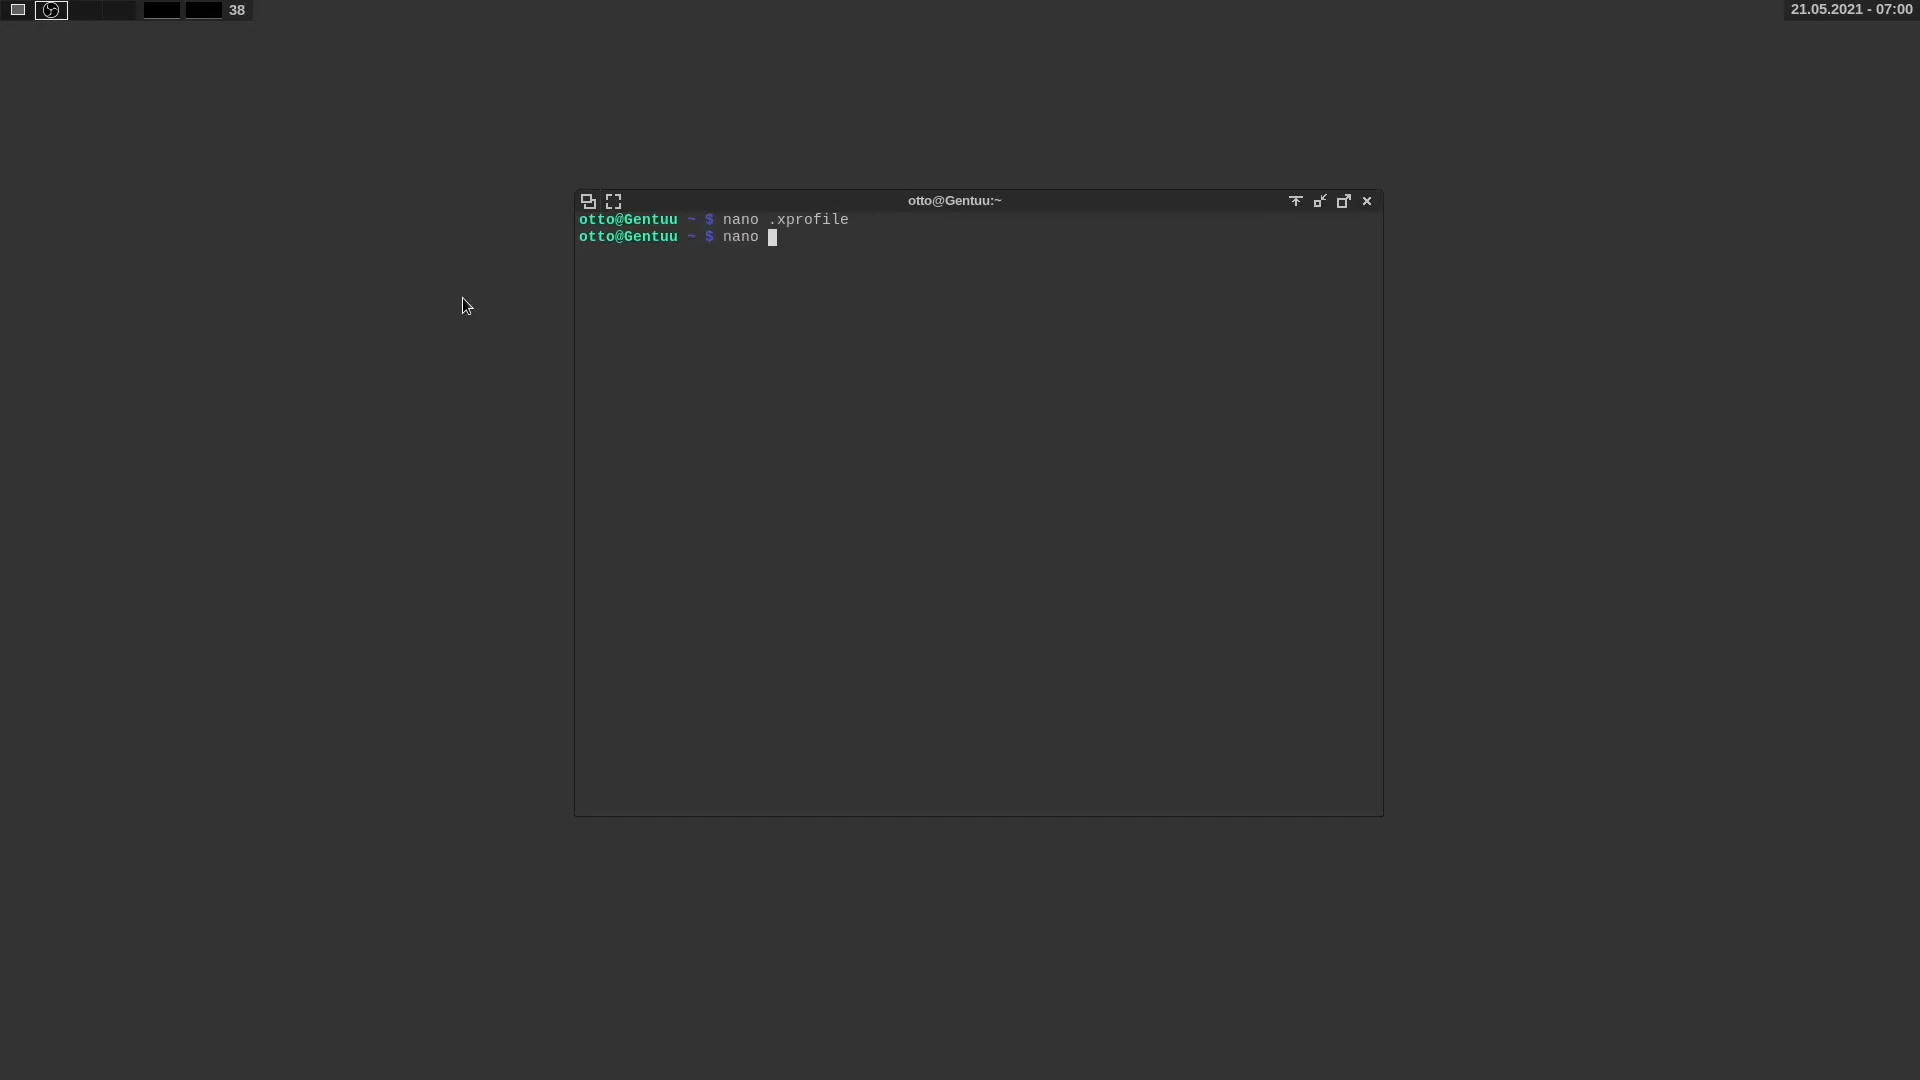 38
21.05.2021 - 07:00
otto@Gentuu:~
otto@Gentuu ~ $ nano .xprofile
otto@Gentuu ~ $ nano